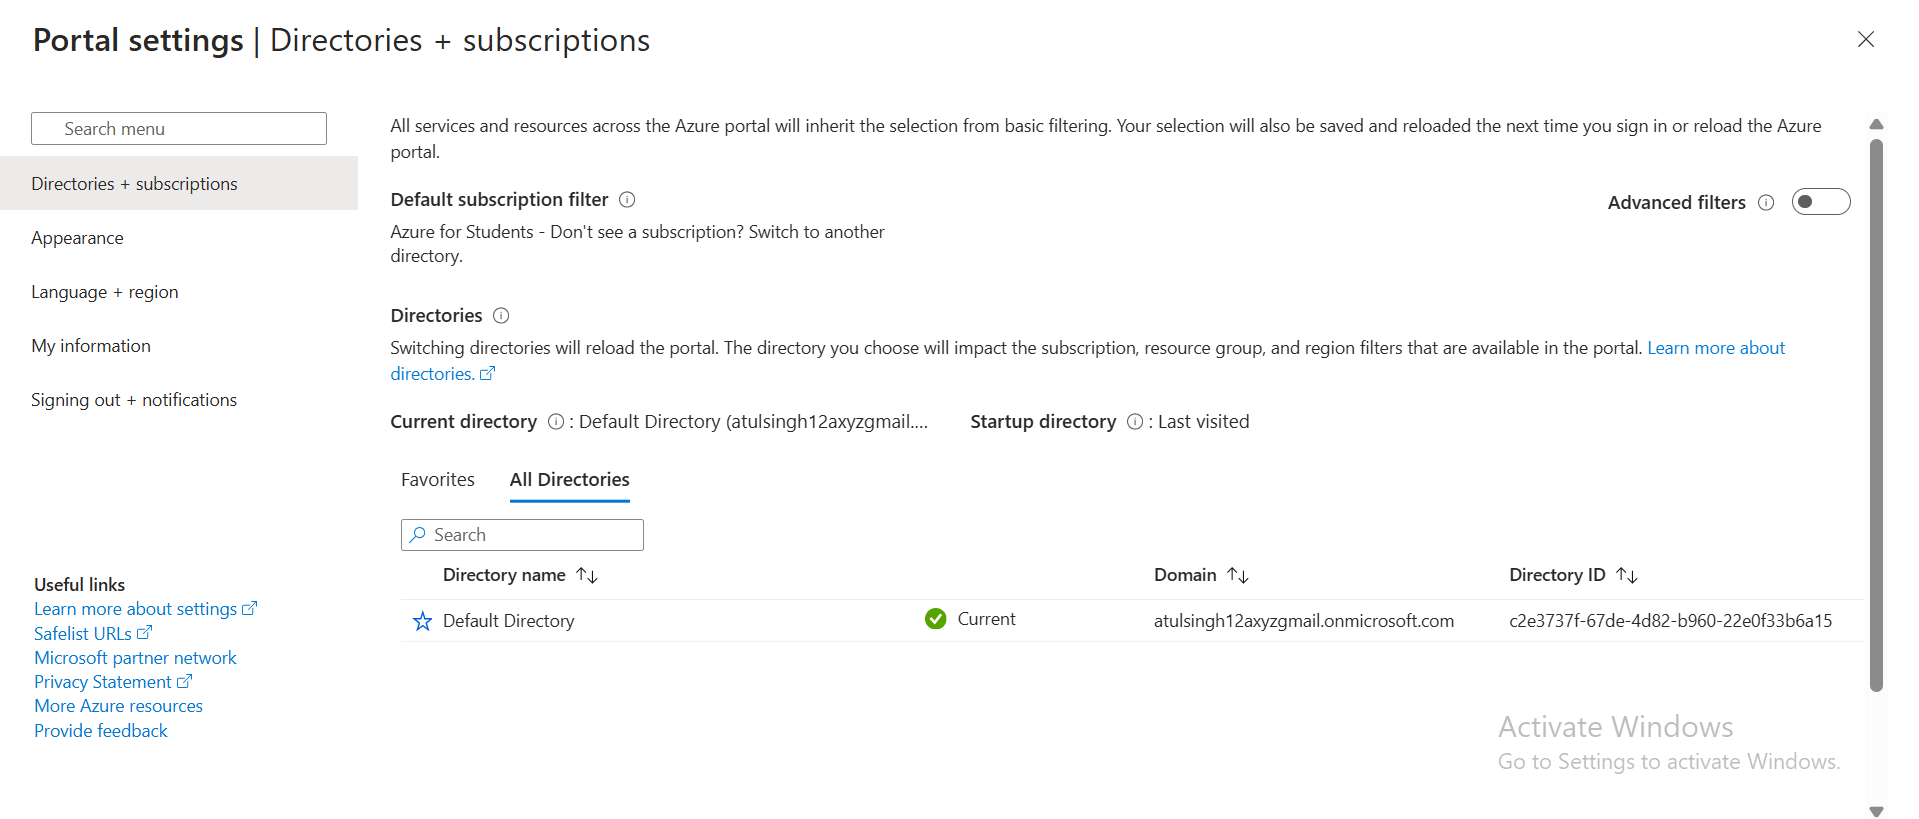 Portal settings | Directories + subscriptions
Search menu
Directories + subscriptions
Appearance
Language + region
My information
Signing out + notifications
Useful links
Learn more about settings
Safelist URLs
Microsoft partner network
Privacy Statement
More Azure resources
Provide feedback
All services and resources across the Azure portal will inherit the selection from basic filtering. Your selection will also be saved and reloaded the next time you sign in or reload the Azure
portal.
Default subscription filter
Advanced filters
Azure for Students - Don't see a subscription? Switch to another
directory.
Directories
Switching directories will reload the portal. The directory you choose will impact the subscription, resource group, and region filters that are available in the portal. Learn more about
directories.
Current directory : Default Directory (atulsingh12axyzgmail....
Startup directory : Last visited
Favorites
All Directories
Search
Directory name
Domain
Directory ID
Default Directory
Current
atulsingh12axyzgmail.onmicrosoft.com
c2e3737f-67de-4d82-b960-22e0f33b6a15
Activate Windows
Go to Settings to activate Windows.